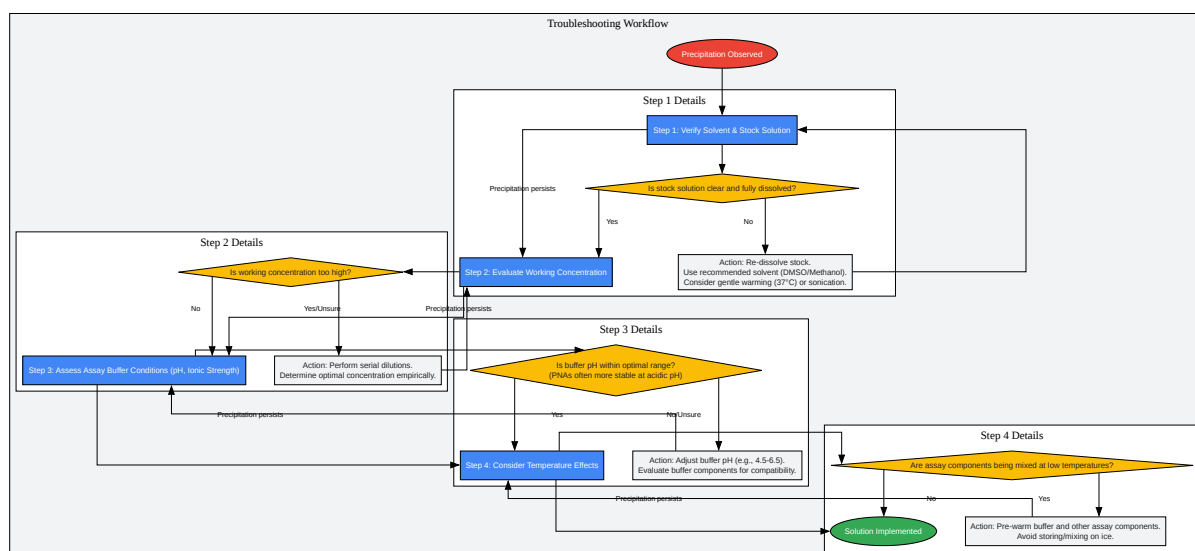 Troubleshooting Workflow
Precipitation Observed
Step 1 Details
Step 1: Verify Solvent & Stock Solution
Precipitation persists
Is stock solution clear and fully dissolved?
Yes
No
Step 2 Details
Is working concentration too high?
Step 2: Evaluate Working Concentration
Action: Re-dissolve stock.
Use recommended solvent (DMSO/Methanol).
Consider gentle warming (37°C) or sonication.
No
Yes/Unsure
Precipitation persists
Step 3 Details
Step 3: Assess Assay Buffer Conditions (pH, Ionic Strength)
Action: Perform serial dilutions.
Determine optimal concentration empirically.
Is buffer pH within optimal range?
(PNAs often more stable at acidic pH)
Precipitation persists
Yes
No/Unsure
Step 4 Details
Step 4: Consider Temperature Effects
Action: Adjust buffer pH (e.g., 4.5-6.5).
Evaluate buffer components for compatibility.
Are assay components being mixed at low temperatures?
Precipitation persists
No
Yes
Solution Implemented
Action: Pre-warm buffer and other assay components.
Avoid storing/mixing on ice.